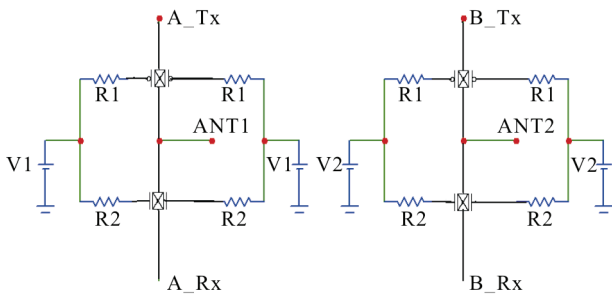 A_Tx
B_Tx
R1 R1
R1 R1
ANT1
ANT2
V1 V1
V2 V2
R2 R2
R2 R2
A_Rx
B_Rx